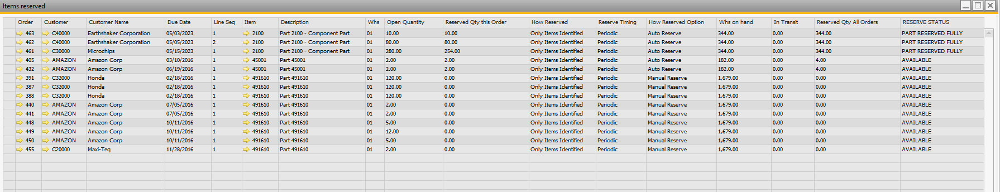 Items reserved
Order Customer Customer Name Due Date Line Seq Item Description Whs Open Quantity Reserved Qty this Order How Reserved Reserve Timing How Reserved Option Whs on hand In Transit Reserved Qty All Orders RESERVE STATUS
463 C40000 Earthshaker Corporation 05/03/2023 1 2100 Part 2100 - Component Part 01 10.00 10.00 Only Items Identified Periodic Auto Reserve 344.00 0.00 344.00 PART RESERVED FULLY
462 C40000 Earthshaker Corporation 05/05/2023 2 2100 Part 2100 - Component Part 01 80.00 80.00 Only Items Identified Periodic Auto Reserve 344.00 0.00 344.00 PART RESERVED FULLY
461 C30000 Microchips 05/15/2023 1 2100 Part 2100 - Component Part 01 280.00 254.00 Only Items Identified Periodic Auto Reserve 344.00 0.00 344.00 PART RESERVED FULLY
405 AMAZON Amazon Corp 03/10/2016 1 45001 Part 45001 01 2.00 2.00 Only Items Identified Periodic Auto Reserve 182.00 0.00 4.00 AVAILABLE
432 AMAZON Amazon Corp 06/19/2016 1 45001 Part 45001 01 2.00 2.00 Only Items Identified Periodic Auto Reserve 182.00 0.00 4.00 AVAILABLE
391 C32000 Honda 02/18/2016 1 491610 Part 491610 01 120.00 0.00 Only Items Identified Periodic Manual Reserve 1,679.00 0.00 0.00 AVAILABLE
387 C32000 Honda 02/18/2016 1 491610 Part 491610 01 120.00 0.00 Only Items Identified Periodic Manual Reserve 1,679.00 0.00 0.00 AVAILABLE
388 C32000 Honda 02/18/2016 1 491610 Part 491610 01 120.00 0.00 Only Items Identified Periodic Manual Reserve 1,679.00 0.00 0.00 AVAILABLE
440 AMAZON Amazon Corp 07/05/2016 1 491610 Part 491610 01 2.00 0.00 Only Items Identified Periodic Manual Reserve 1,679.00 0.00 0.00 AVAILABLE
441 AMAZON Amazon Corp 07/05/2016 1 491610 Part 491610 01 2.00 0.00 Only Items Identified Periodic Manual Reserve 1,679.00 0.00 0.00 AVAILABLE
448 AMAZON Amazon Corp 10/11/2016 1 491610 Part 491610 01 5.00 0.00 Only Items Identified Periodic Manual Reserve 1,679.00 0.00 0.00 AVAILABLE
449 AMAZON Amazon Corp 10/11/2016 1 491610 Part 491610 01 12.00 0.00 Only Items Identified Periodic Manual Reserve 1,679.00 0.00 0.00 AVAILABLE
450 AMAZON Amazon Corp 10/11/2016 1 491610 Part 491610 01 5.00 0.00 Only Items Identified Periodic Manual Reserve 1,679.00 0.00 0.00 AVAILABLE
455 C20000 Maxi-Teq 11/28/2016 1 491610 Part 491610 01 2.00 0.00 Only Items Identified Periodic Manual Reserve 1,679.00 0.00 0.00 AVAILABLE